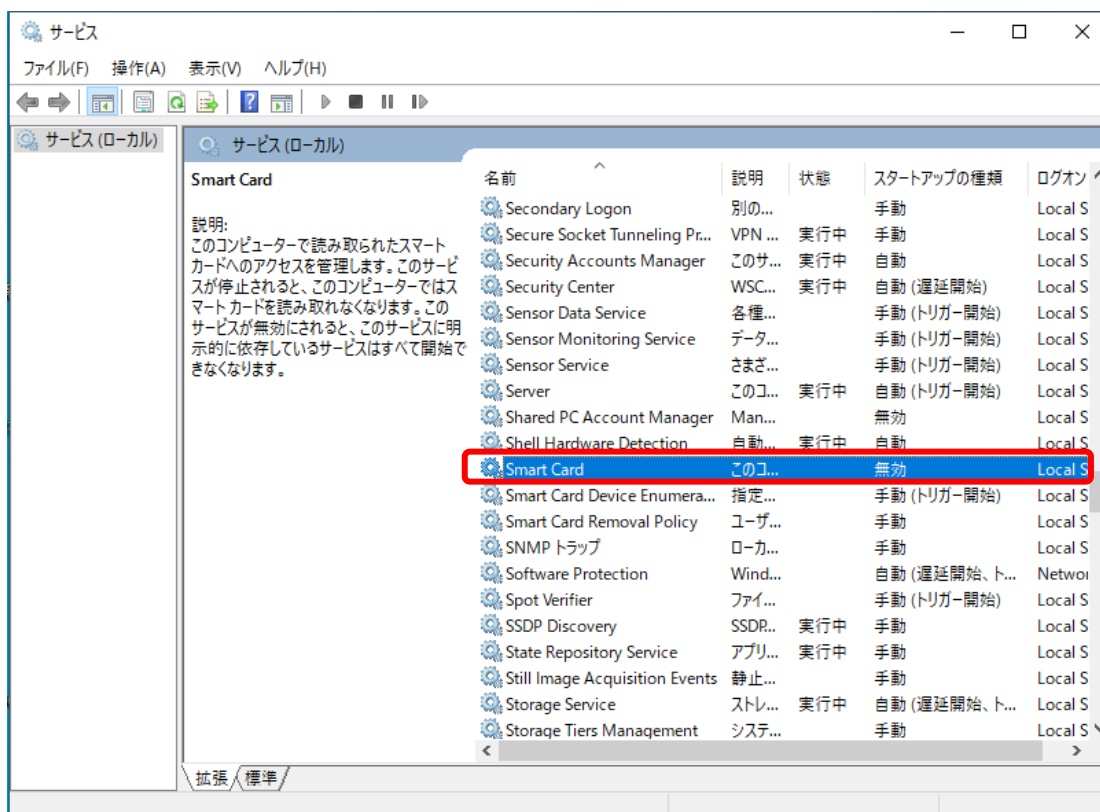 サービス
ファイル(F) 操作(A) 表示(V) ヘルプ(H)
サービス (ローカル)
サービス (ローカル)
Smart Card
説明:
このコンピューターで読み取られたスマート
カードへのアクセスを管理します。このサービ
スが停止されると、このコンピューターではス
マート カードを読み取れなくなります。この
サービスが無効にされると、このサービスに明
示的に依存しているサービスはすべて開始で
きなくなります。
名前 説明 状態 スタートアップの種類 ログオン
Secondary Logon 別の... 手動 Local S
Secure Socket Tunneling Pr... VPN ... 実行中 手動 Local S
Security Accounts Manager このサ... 実行中 自動 Local S
Security Center WSC... 実行中 自動 (遅延開始) Local S
Sensor Data Service 各種... 手動 (トリガー開始) Local S
Sensor Monitoring Service データ... 手動 (トリガー開始) Local S
Sensor Service さまざ... 手動 (トリガー開始) Local S
Server このコ... 実行中 自動 (トリガー開始) Local S
Shared PC Account Manager Man... 無効 Local S
Shell Hardware Detection 自動... 実行中 自動 Local S
Smart Card このコ... 無効 Local S
Smart Card Device Enumera... 指定... 手動 (トリガー開始) Local S
Smart Card Removal Policy ユーザ... 手動 Local S
SNMP トラップ ローカ... 手動 Local S
Software Protection Wind... 自動 (遅延開始、ト... Networ
Spot Verifier ファイ... 手動 (トリガー開始) Local S
SSDP Discovery SSDP... 実行中 手動 Local S
State Repository Service アプリ... 実行中 手動 Local S
Still Image Acquisition Events 静止... 手動 Local S
Storage Service ストレ... 実行中 自動 (遅延開始、ト... Local S
Storage Tiers Management システ... 手動 Local S
拡張 標準